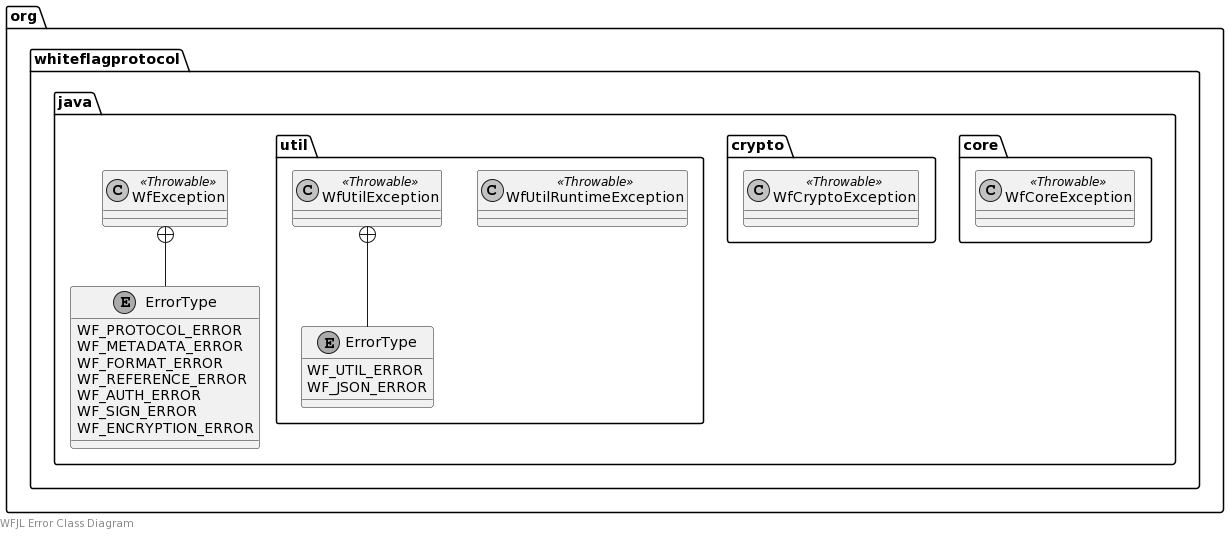 org
whiteflagprotocol
java
util
crypto
core
C «Throwable»
WfException
C «Throwable»
WfUtilException
C «Throwable»
WfUtilRuntimeException
C «Throwable»
WfCryptoException
C «Throwable»
WfCoreException
E ErrorType
WF_PROTOCOL_ERROR
WF_METADATA_ERROR
WF_FORMAT_ERROR
WF_REFERENCE_ERROR
WF_AUTH_ERROR
WF_SIGN_ERROR
WF_ENCRYPTION_ERROR
E ErrorType
WF_UTIL_ERROR
WF_JSON_ERROR
WFJL Error Class Diagram